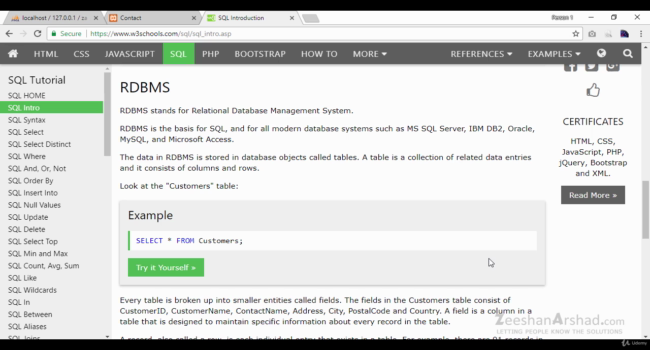 localhost / 127.0.0.1 / z
Contact
SQL Introduction
Secure
https://www.w3schools.com/sql/sql_intro.asp
HTML CSS JAVASCRIPT SQL PHP BOOTSTRAP HOW TO MORE REFERENCES EXAMPLES
SQL Tutorial
SQL HOME
SQL Intro
SQL Syntax
SQL Select
SQL Select Distinct
SQL Where
SQL And, Or, Not
SQL Order By
SQL Insert Into
SQL Null Values
SQL Update
SQL Delete
SQL Select Top
SQL Min and Max
SQL Count, Avg, Sum
SQL Like
SQL Wildcards
SQL In
SQL Between
SQL Aliases
RDBMS
RDBMS stands for Relational Database Management System.
RDBMS is the basis for SQL, and for all modern database systems such as MS SQL Server, IBM DB2, Oracle,
MySQL, and Microsoft Access.
The data in RDBMS is stored in database objects called tables. A table is a collection of related data entries
and it consists of columns and rows.
Look at the "Customers" table:
Example
SELECT * FROM Customers;
Try it Yourself »
Every table is broken up into smaller entities called fields. The fields in the Customers table consist of
CustomerID, CustomerName, ContactName, Address, City, PostalCode and Country. A field is a column in a
table that is designed to maintain specific information about every record in the table.
CERTIFICATES
HTML, CSS,
JavaScript, PHP,
jQuery, Bootstrap
and XML.
Read More »
ZeeshanArshad.com
LETTING PEOPLE KNOW THE SOLUTIONS
Udemy